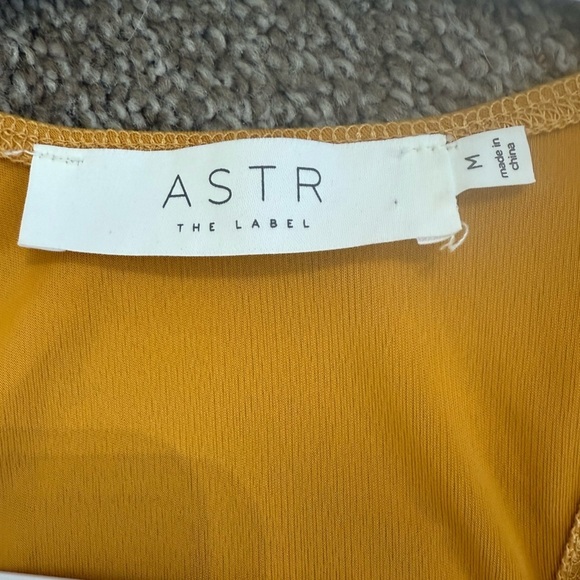 ASTR
THE LABEL
M
made in
china